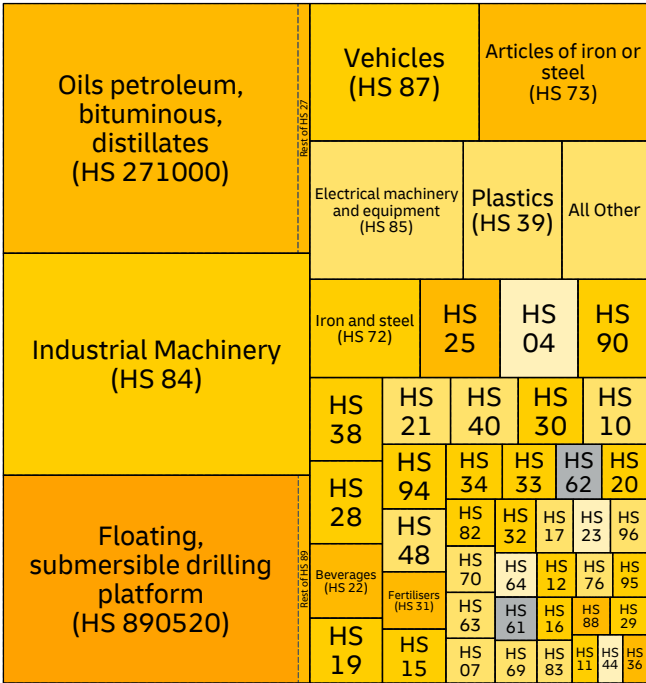 Oils petroleum,
bituminous,
distillates
(HS 271000)
Rest of HS 27
Industrial Machinery
(HS 84)
Floating,
submersible drilling
platform
(HS 890520)
Rest of HS 89
Vehicles
(HS 87)
Articles of iron or
steel
(HS 73)
Electrical machinery
and equipment
(HS 85)
Plastics
(HS 39)
All Other
Iron and steel
(HS 72)
HS
25
HS
04
HS
90
HS
38
HS
21
HS
40
HS
30
HS
10
HS
28
HS
94
HS
34
HS
33
HS
62
HS
20
HS
48
HS
82
HS
32
HS
17
HS
23
HS
96
Beverages
(HS 22)
Fertilisers
(HS 31)
HS
70
HS
64
HS
12
HS
76
HS
95
HS
63
HS
61
HS
16
HS
88
HS
29
HS
19
HS
15
HS
07
HS
69
HS
83
HS
11
HS
44
HS
36